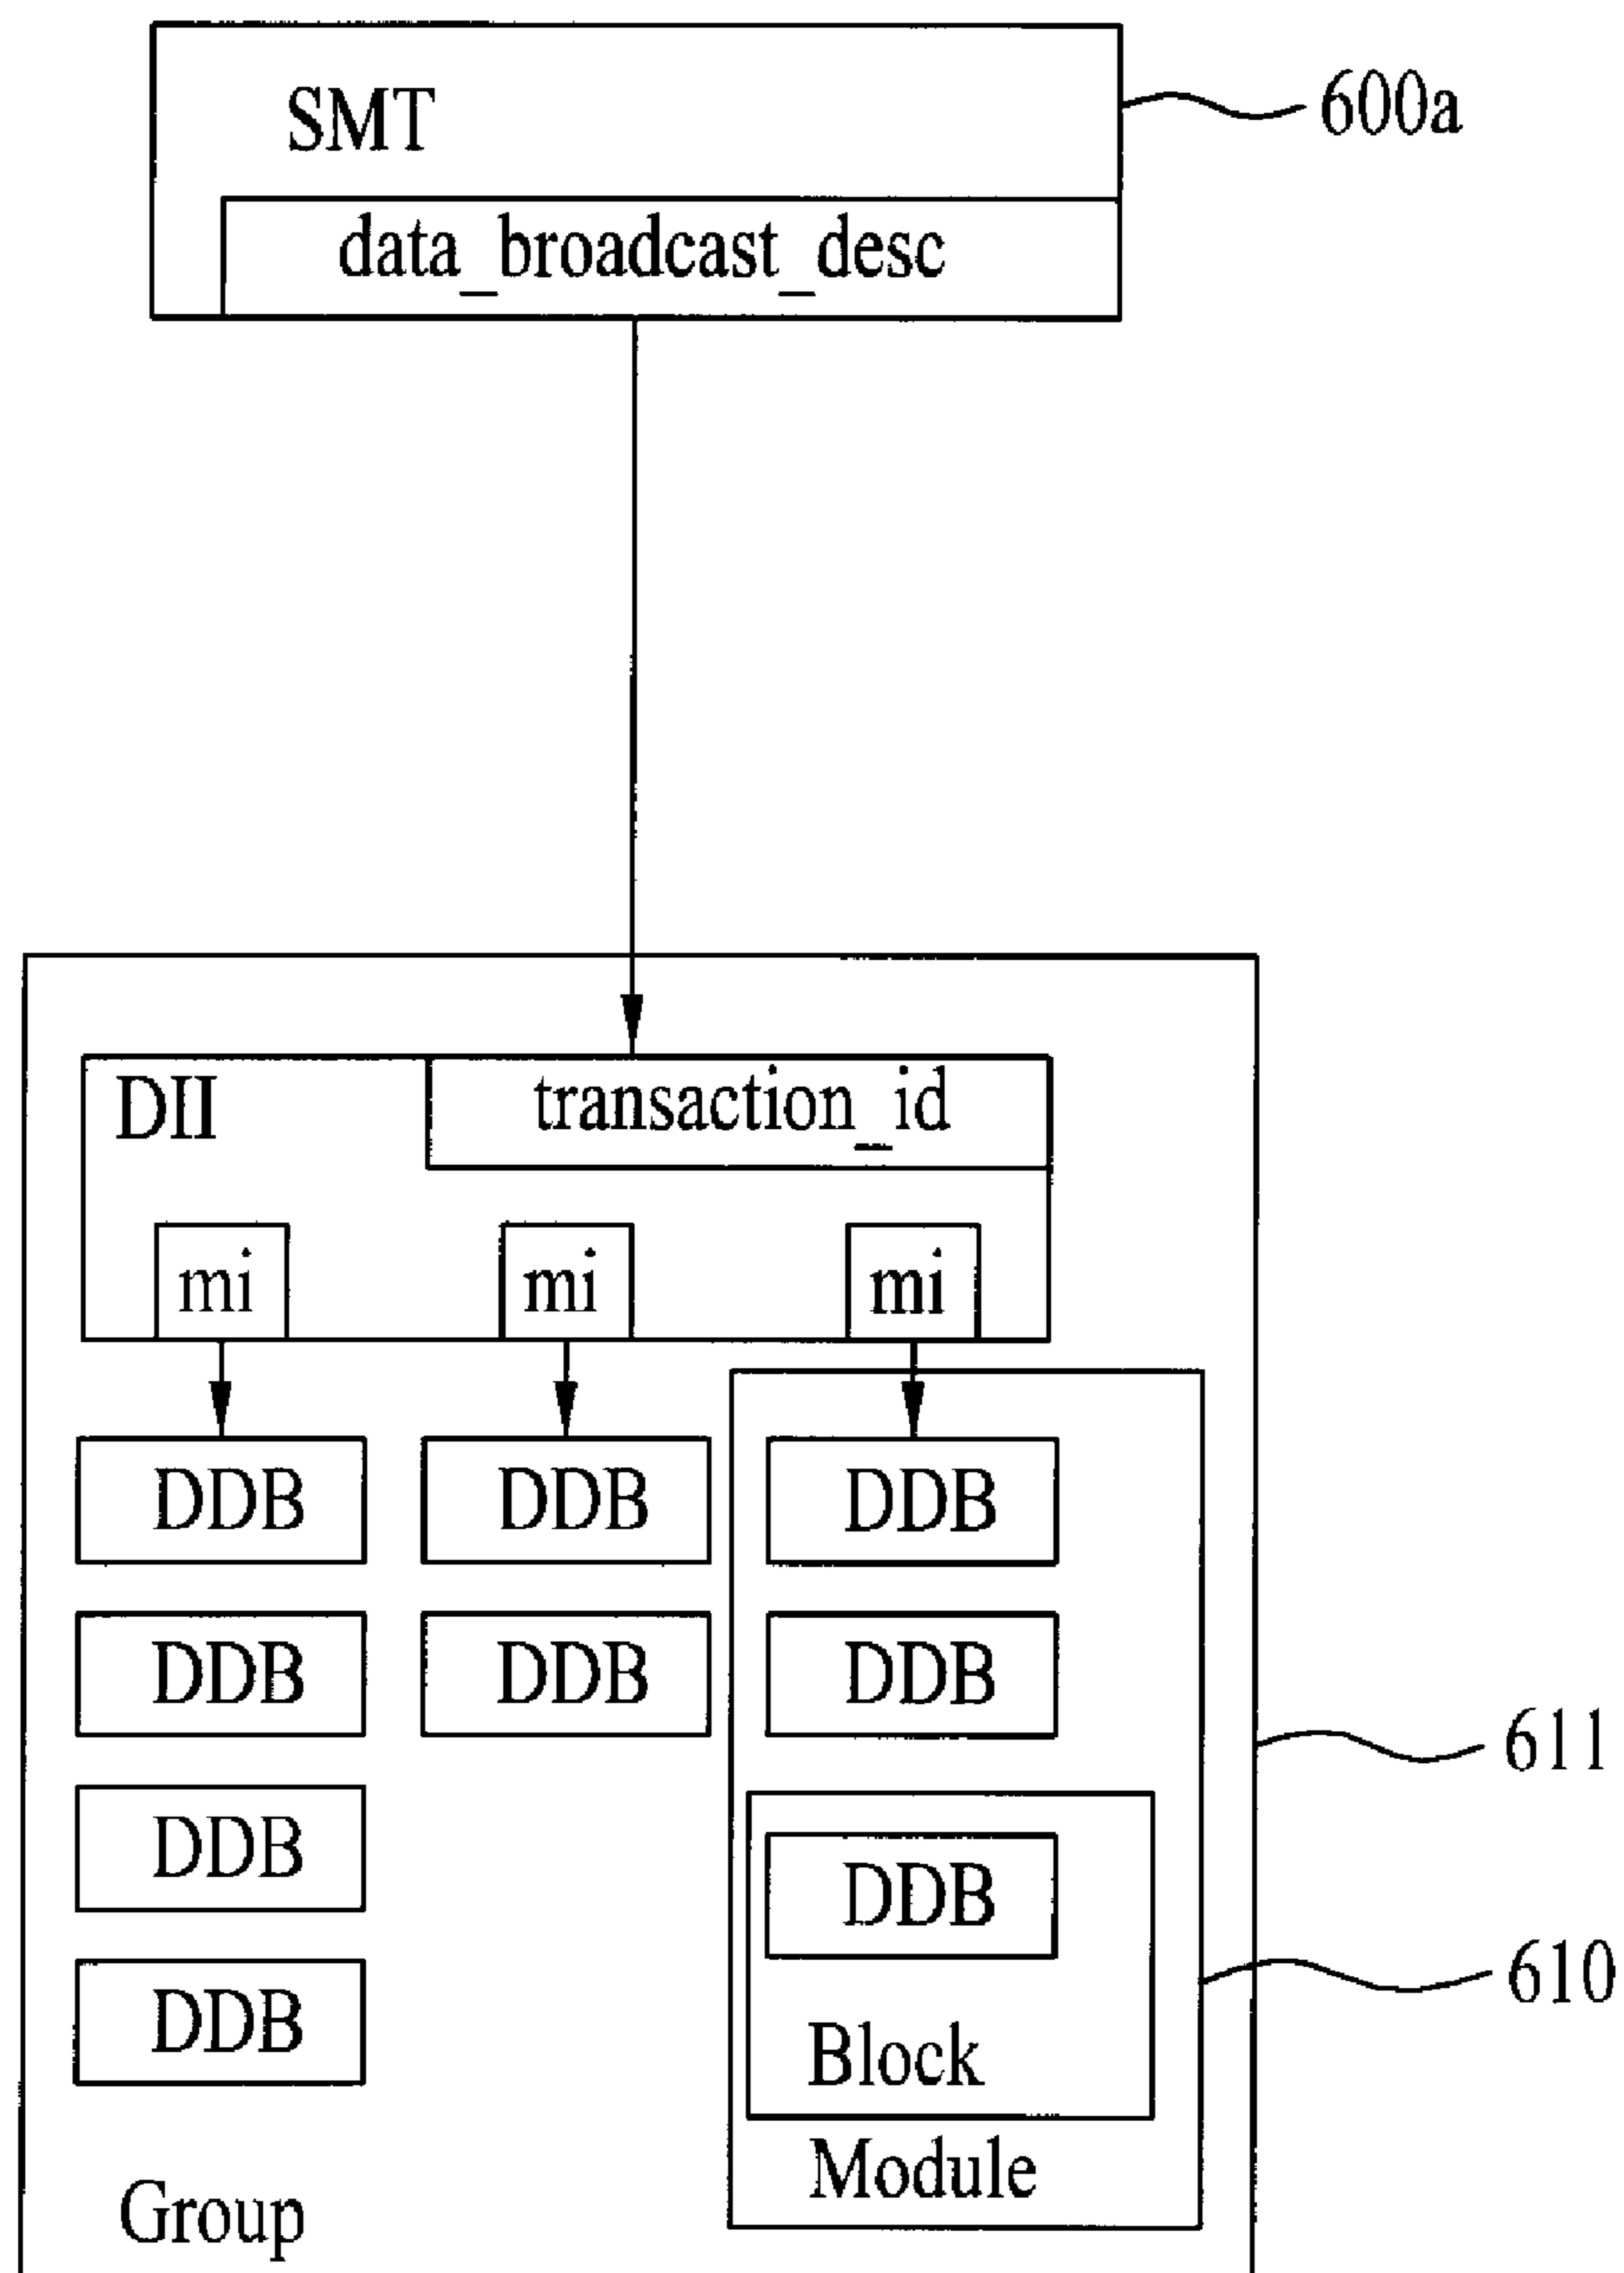 SMT
600a
data_broadcast_desc
DII
transaction_id
mi mi mi
DDB DDB DDB
DDB DDB DDB
611
DDB
DDB
610
DDB
Block
Module
Group